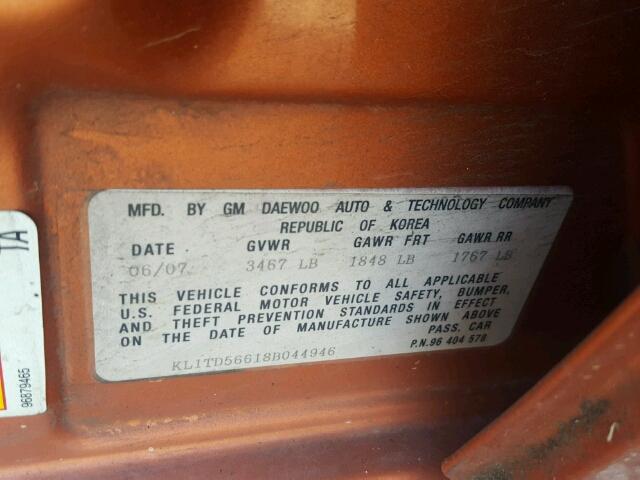 MFD. BY GM DAEWOO AUTO & TECHNOLOGY COMPANY
REPUBLIC OF KOREA
DATE GVWR GAWR FRT GAWR RR
06/07 3467 LB 1848 LB 1767 LB
THIS VEHICLE CONFORMS TO ALL APPLICABLE
U.S. FEDERAL MOTOR VEHICLE SAFETY, BUMPER,
AND THEFT PREVENTION STANDARDS IN EFFECT
ON THE DATE OF MANUFACTURE SHOWN ABOVE
PASS. CAR
KL1TD56618B044946
P.N.96 404 578
TA
96879465